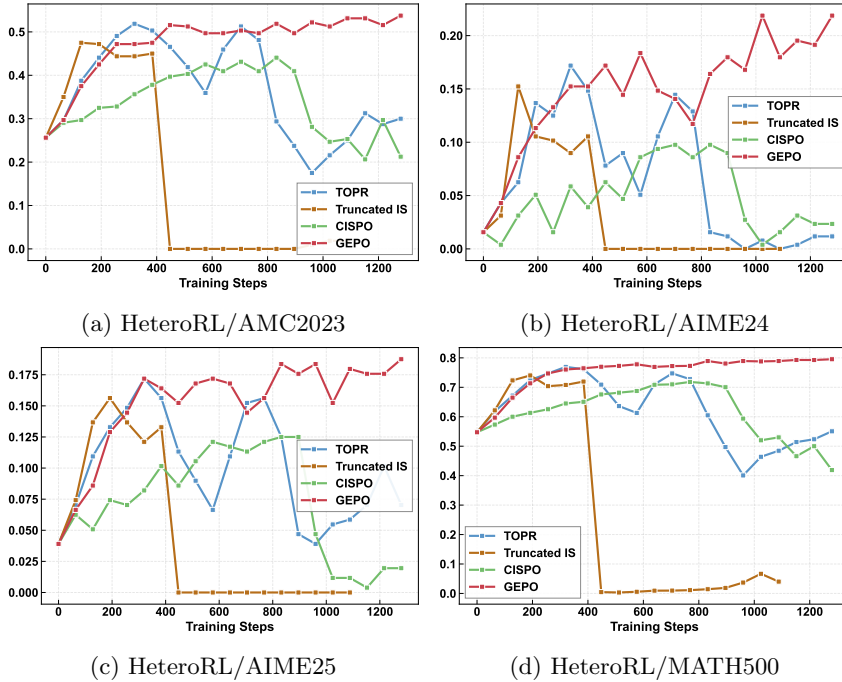 0.5
0.4
0.3
0.2
0.1
0.0
TOPR
Truncated IS
CISPO
GEPO
0 200 400 600 800 1000 1200
Training Steps
(a) HeteroRL/AMC2023
0.20
0.15
0.10
0.05
0.00
TOPR
Truncated IS
CISPO
GEPO
0 200 400 600 800 1000 1200
Training Steps
(b) HeteroRL/AIME24
0.175
0.150
0.125
0.100
0.075
0.050
0.025
0.000
TOPR
Truncated IS
CISPO
GEPO
0 200 400 600 800 1000 1200
Training Steps
(c) HeteroRL/AIME25
0.8
0.7
0.6
0.5
0.4
0.3
0.2
0.1
0.0
TOPR
Truncated IS
CISPO
GEPO
0 200 400 600 800 1000 1200
Training Steps
(d) HeteroRL/MATH500